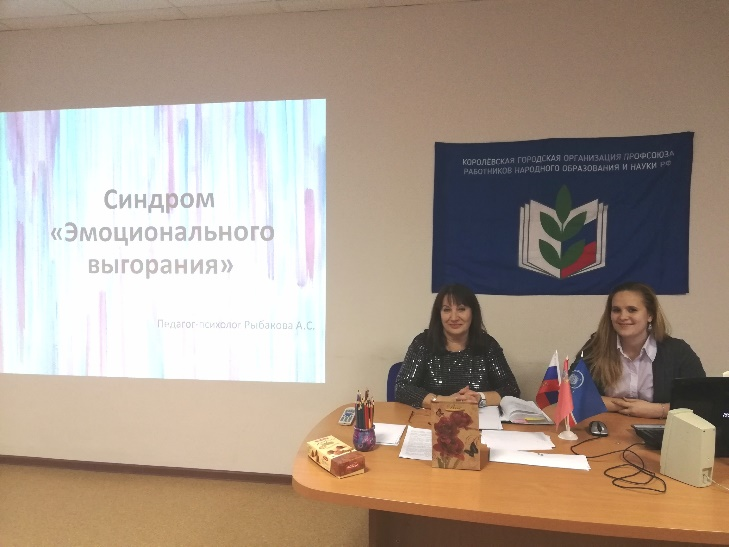 Синдром
«Эмоционального
выгорания»
Педагог-психолог Рыбакова А.С.
КОРОЛЁВСКАЯ ГОРОДСКАЯ ОРГАНИЗАЦИЯ ПРОФСОЮЗА
РАБОТНИКОВ НАРОДНОГО ОБРАЗОВАНИЯ И НАУКИ РФ